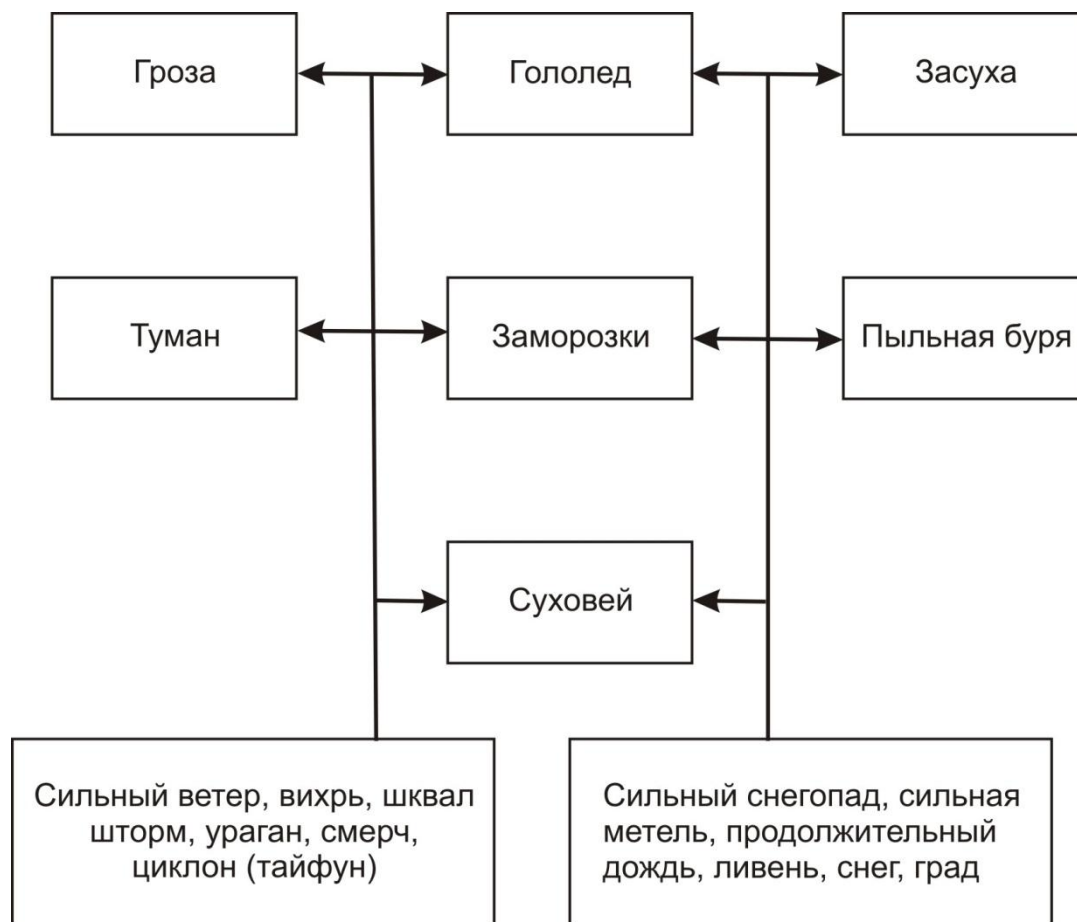 Гроза
Гололед
Засуха
Туман
Заморозки
Пыльная буря
Суховей
Сильный ветер, вихрь, шквал
шторм, ураган, смерч,
циклон (тайфун)
Сильный снегопад, сильная
метель, продолжительный
дождь, ливень, снег, град